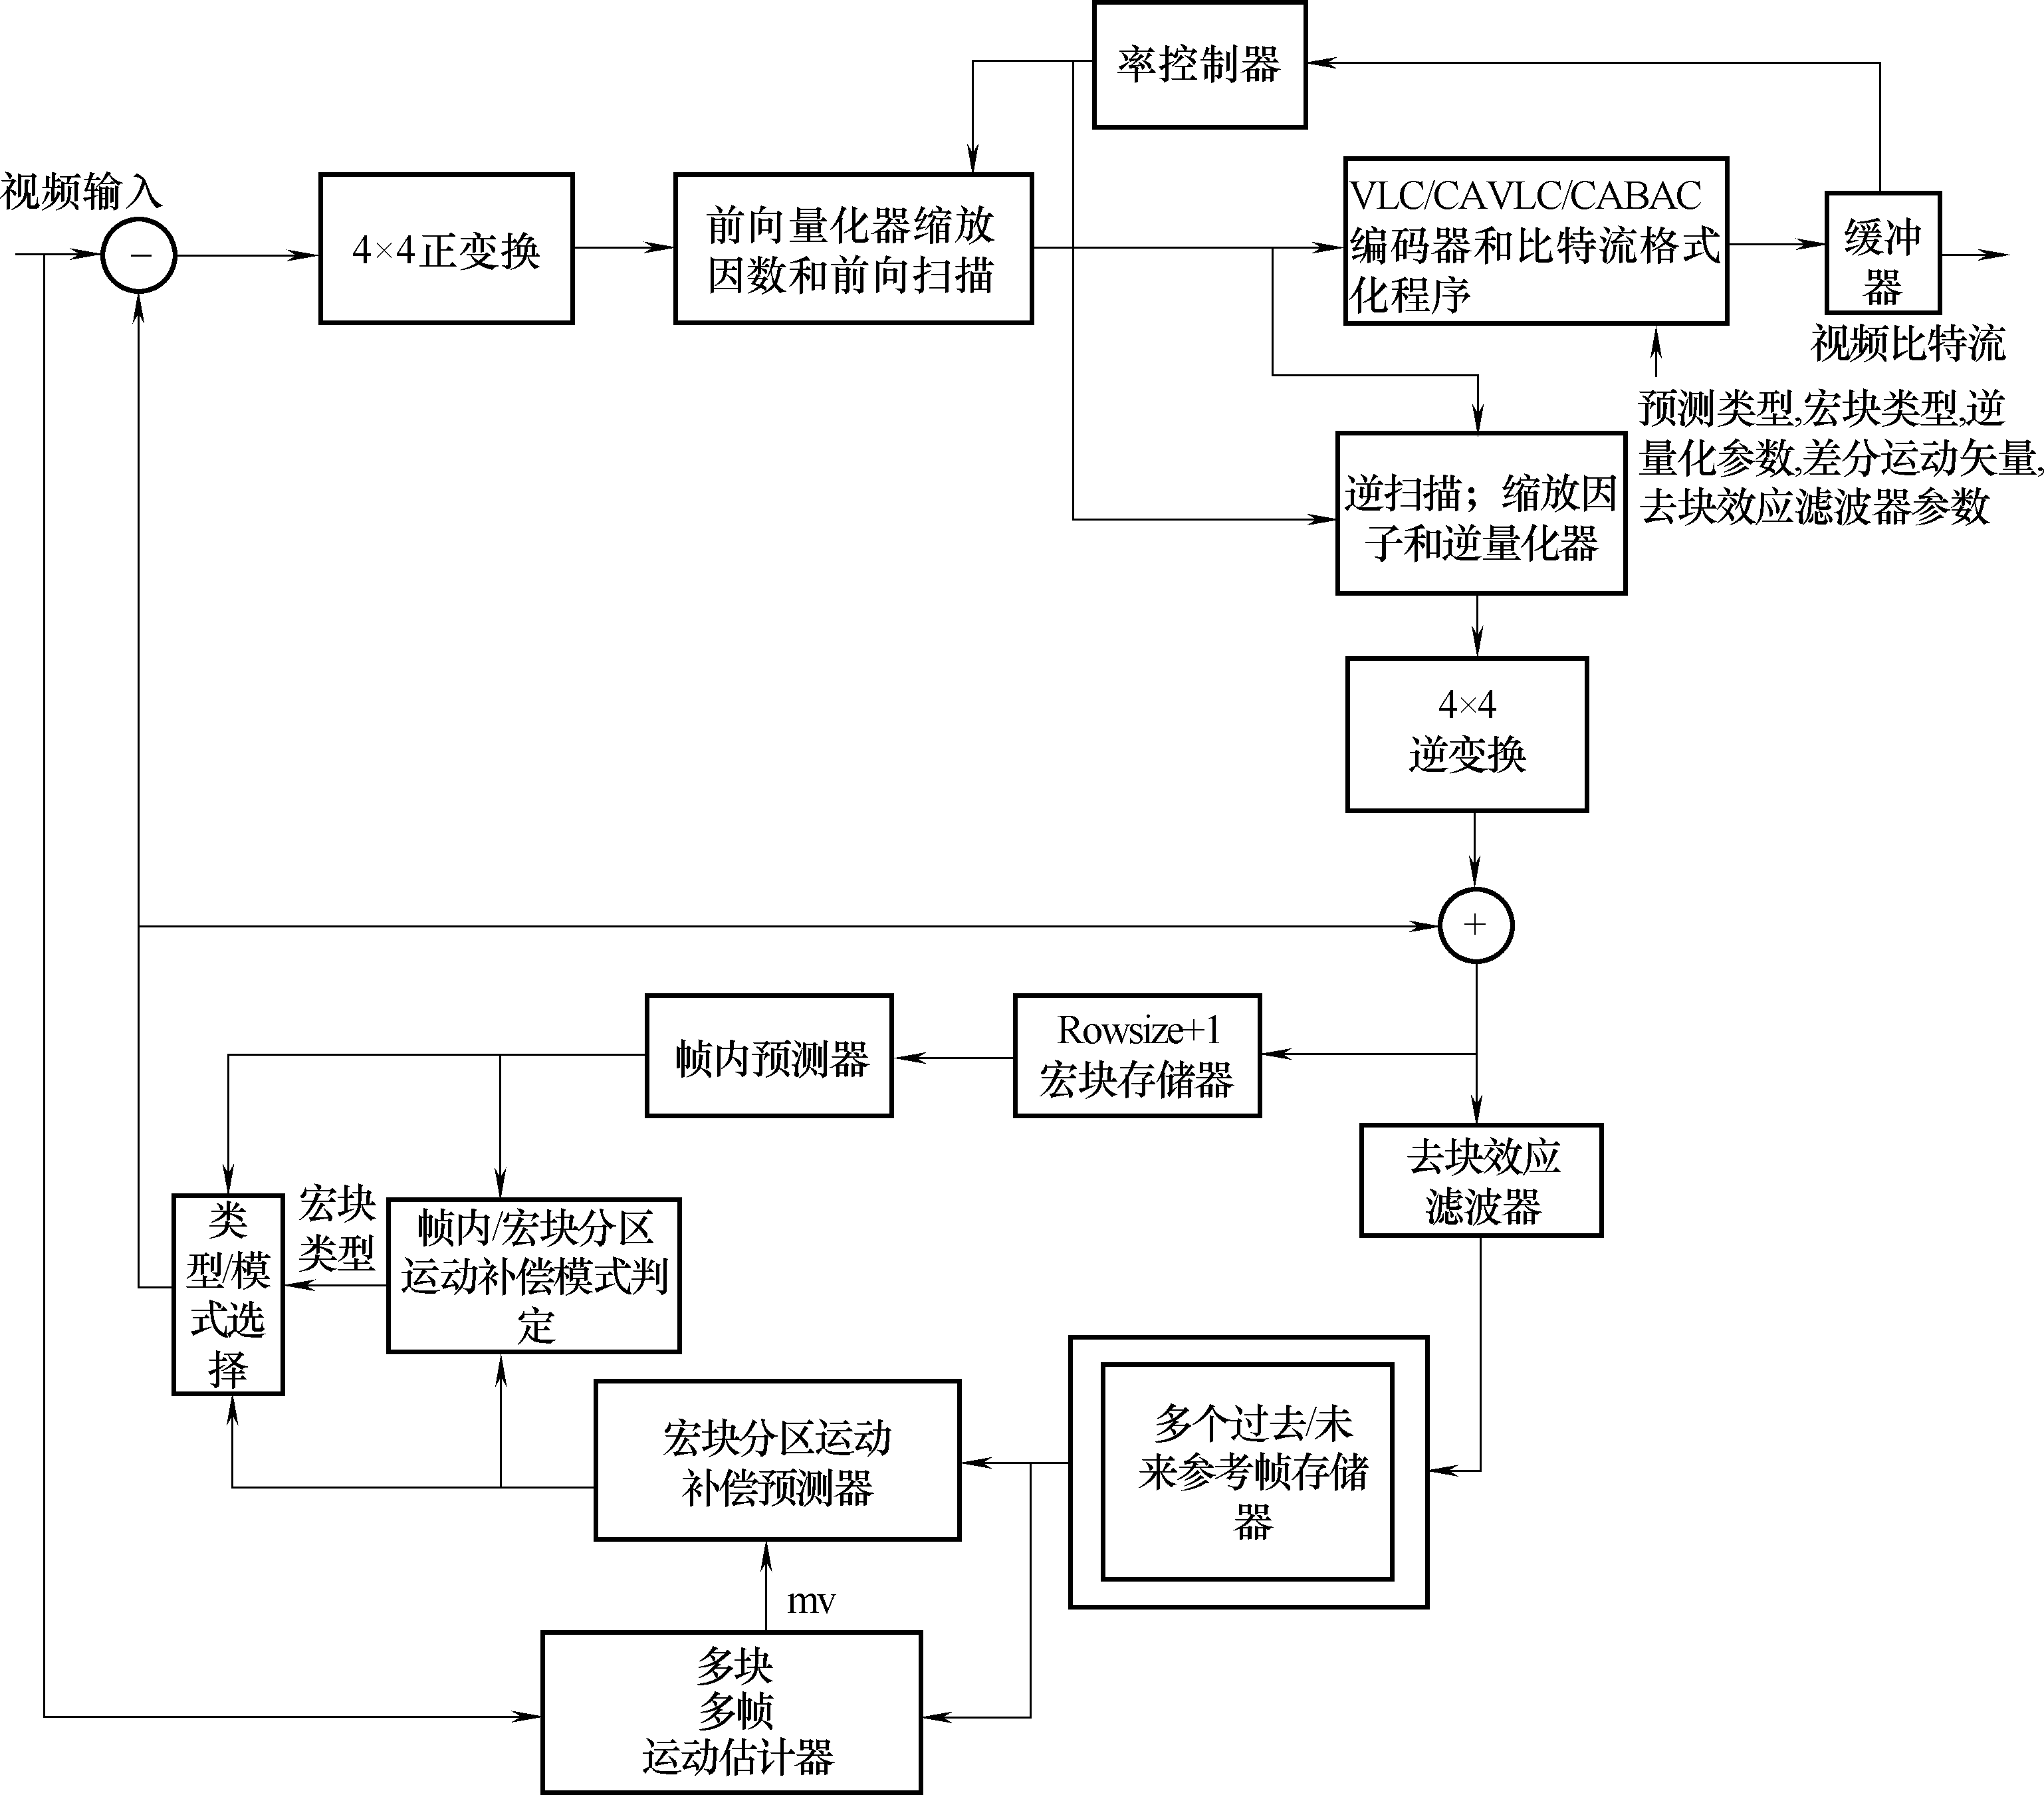 率控制器
视频输入
−
4×4正变换
前向量化器缩放
因数和前向扫描
VLC/CAVLC/CABAC
编码器和比特流格式
化程序
缓冲
器
视频比特流
预测类型,宏块类型,逆
量化参数,差分运动矢量,
去块效应滤波器参数
逆扫描；缩放因
子和逆量化器
4×4
逆变换
+
帧内预测器
Rowsize+1
宏块存储器
去块效应
滤波器
类
型/模
式选
择
宏块
类型
帧内/宏块分区
运动补偿模式判
定
宏块分区运动
补偿预测器
多个过去/未
来参考帧存储
器
mv
多块
多帧
运动估计器